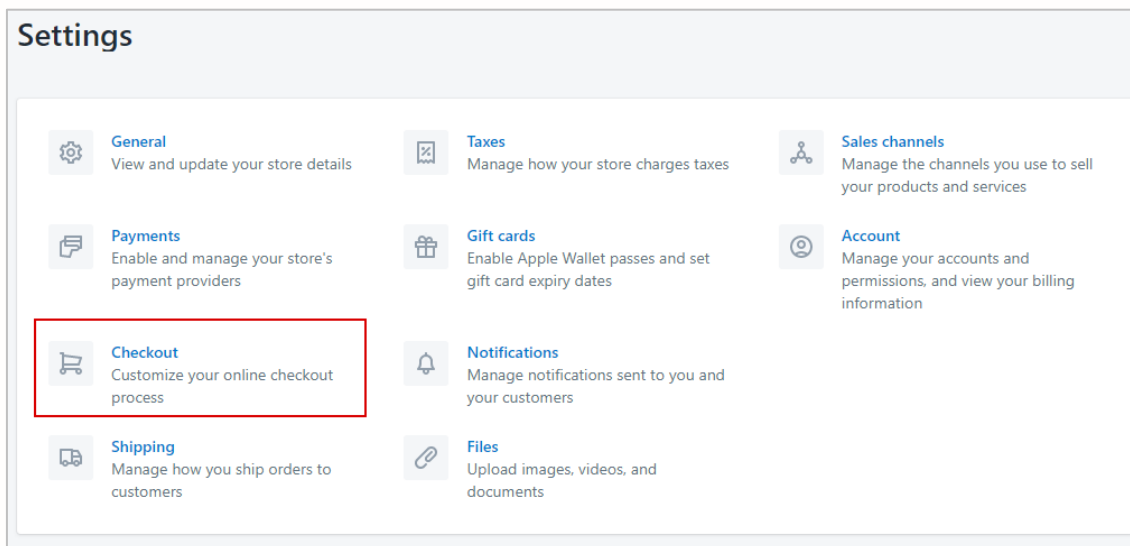 Settings
General
View and update your store details
Taxes
Manage how your store charges taxes
Sales channels
Manage the channels you use to sell
your products and services
Payments
Enable and manage your store's
payment providers
Gift cards
Enable Apple Wallet passes and set
gift card expiry dates
Account
Manage your accounts and
permissions, and view your billing
information
Checkout
Customize your online checkout
process
Notifications
Manage notifications sent to you and
your customers
Shipping
Manage how you ship orders to
customers
Files
Upload images, videos, and
documents